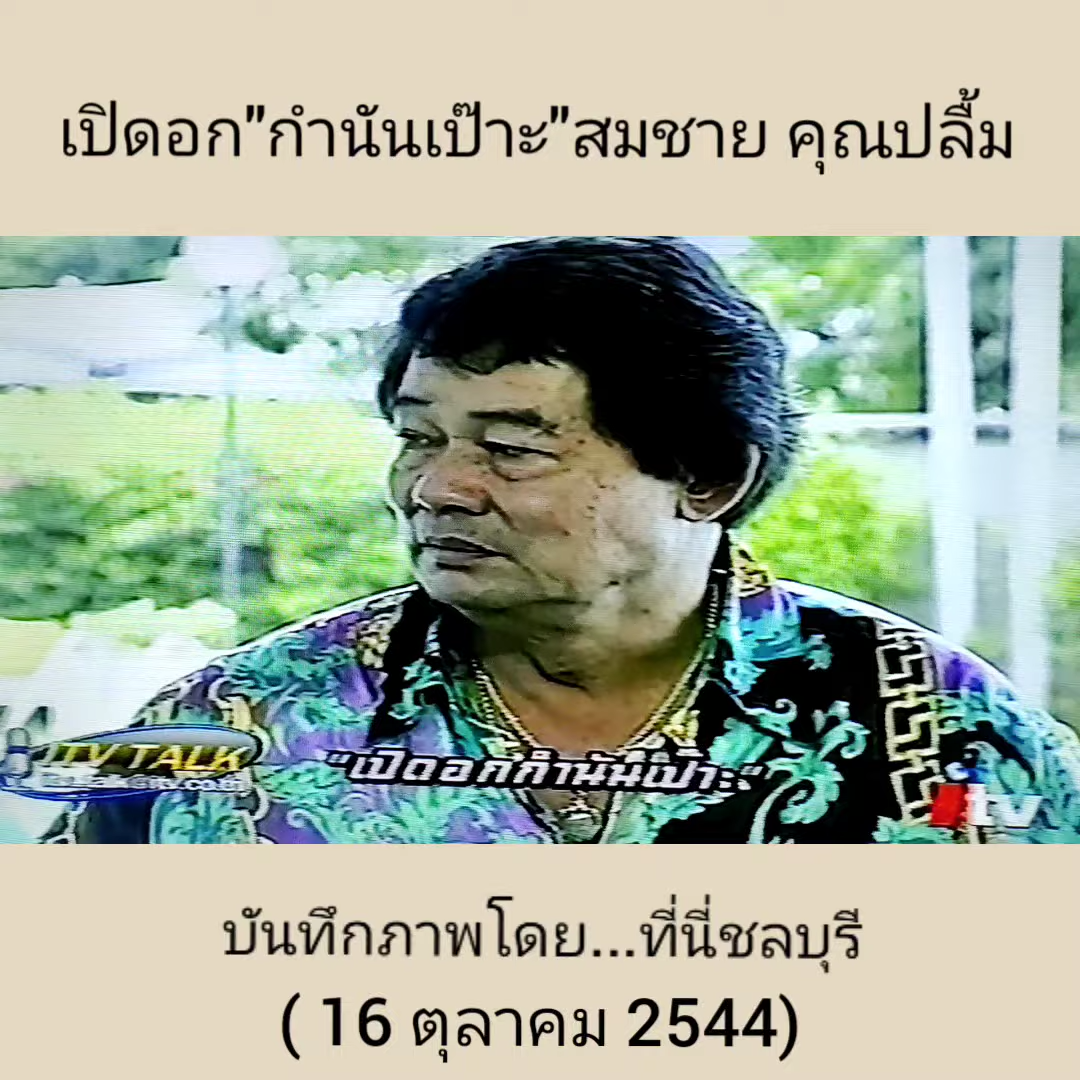 เปิดอก"กำนันเป๊าะ"สมชาย คุณปลื้ม
iTV TALK
"เปิดอกกำนันเป๊าะ"
itv
บันทึกภาพโดย...ที่นี่ชลบุรี
( 16 ตุลาคม 2544)